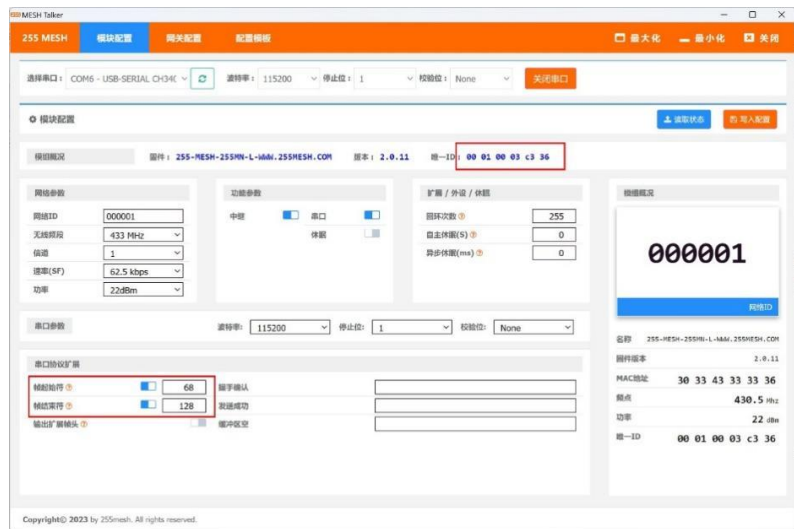 MESH Talker
255 MESH 模块配置 网关配置 配置模板 最大化 最小化 关闭
选择串口： COM6 - USB-SERIAL CH34( 波特率： 115200 停止位： 1 校验位： None 关闭串口
模块配置 读取状态 写入配置
模组概况 固件： 255-MESH-255MN-L-WWW.255MESH.COM 版本： 2.0.11 唯一ID： 00 01 00 03 c3 36
网络参数 功能参数 扩展 / 外设 / 休眠 模组概况
网络ID 000001 中继 串口 回环次数 255
无线频段 433 MHz 休眠 自主休眠(S) 0
信道 1 异步休眠(ms) 0
速率(SF) 62.5 kbps
功率 22dBm
000001
网络ID
串口参数 波特率: 115200 停止位: 1 校验位: None
串口协议扩展
帧起始符 68 握手确认
帧结束符 128 发送成功
输出扩展帧头 缓冲区空
名称 255-MESH-255MN-L-WWW.255MESH.COM
固件版本 2.0.11
MAC地址 30 33 43 33 33 36
频点 430.5 Mhz
功率 22 dBm
唯一ID 00 01 00 03 c3 36
Copyright© 2023 by 255mesh. All rights reserved.